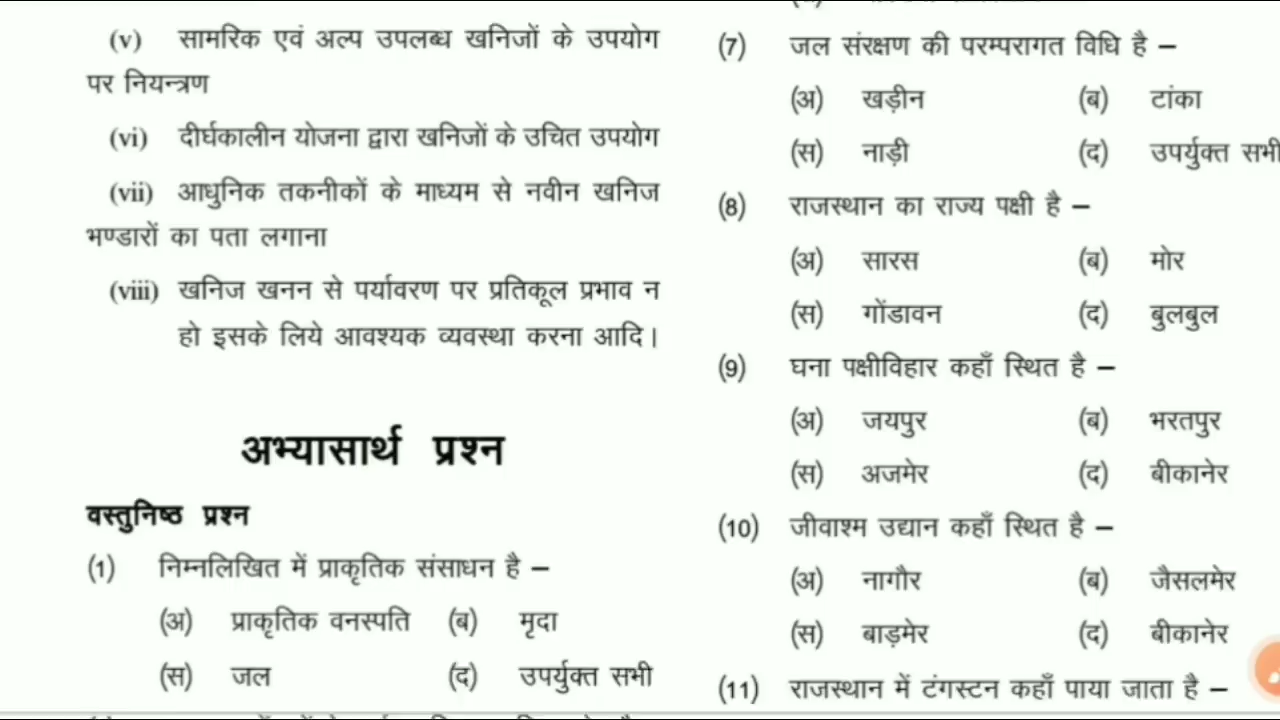 (v) सामरिक एवं अल्प उपलब्ध खनिजों के उपयोग
पर नियन्त्रण
(vi) दीर्घकालीन योजना द्वारा खनिजों के उचित उपयोग
(vii) आधुनिक तकनीकों के माध्यम से नवीन खनिज
भण्डारों का पता लगाना
(viii) खनिज खनन से पर्यावरण पर प्रतिकूल प्रभाव न
हो इसके लिये आवश्यक व्यवस्था करना आदि।
अभ्यासार्थ प्रश्न
वस्तुनिष्ठ प्रश्न
(1) निम्नलिखित में प्राकृतिक संसाधन है –
(अ) प्राकृतिक वनस्पति (ब) मृदा
(स) जल (द) उपर्युक्त सभी
(7) जल संरक्षण की परम्परागत विधि है –
(अ) खड़ीन (ब) टांका
(स) नाड़ी (द) उपर्युक्त सभी
(8) राजस्थान का राज्य पक्षी है –
(अ) सारस (ब) मोर
(स) गोंडावन (द) बुलबुल
(9) घना पक्षीविहार कहाँ स्थित है –
(अ) जयपुर (ब) भरतपुर
(स) अजमेर (द) बीकानेर
(10) जीवाश्म उद्यान कहाँ स्थित है –
(अ) नागौर (ब) जैसलमेर
(स) बाड़मेर (द) बीकानेर
(11) राजस्थान में टंगस्टन कहाँ पाया जाता है –